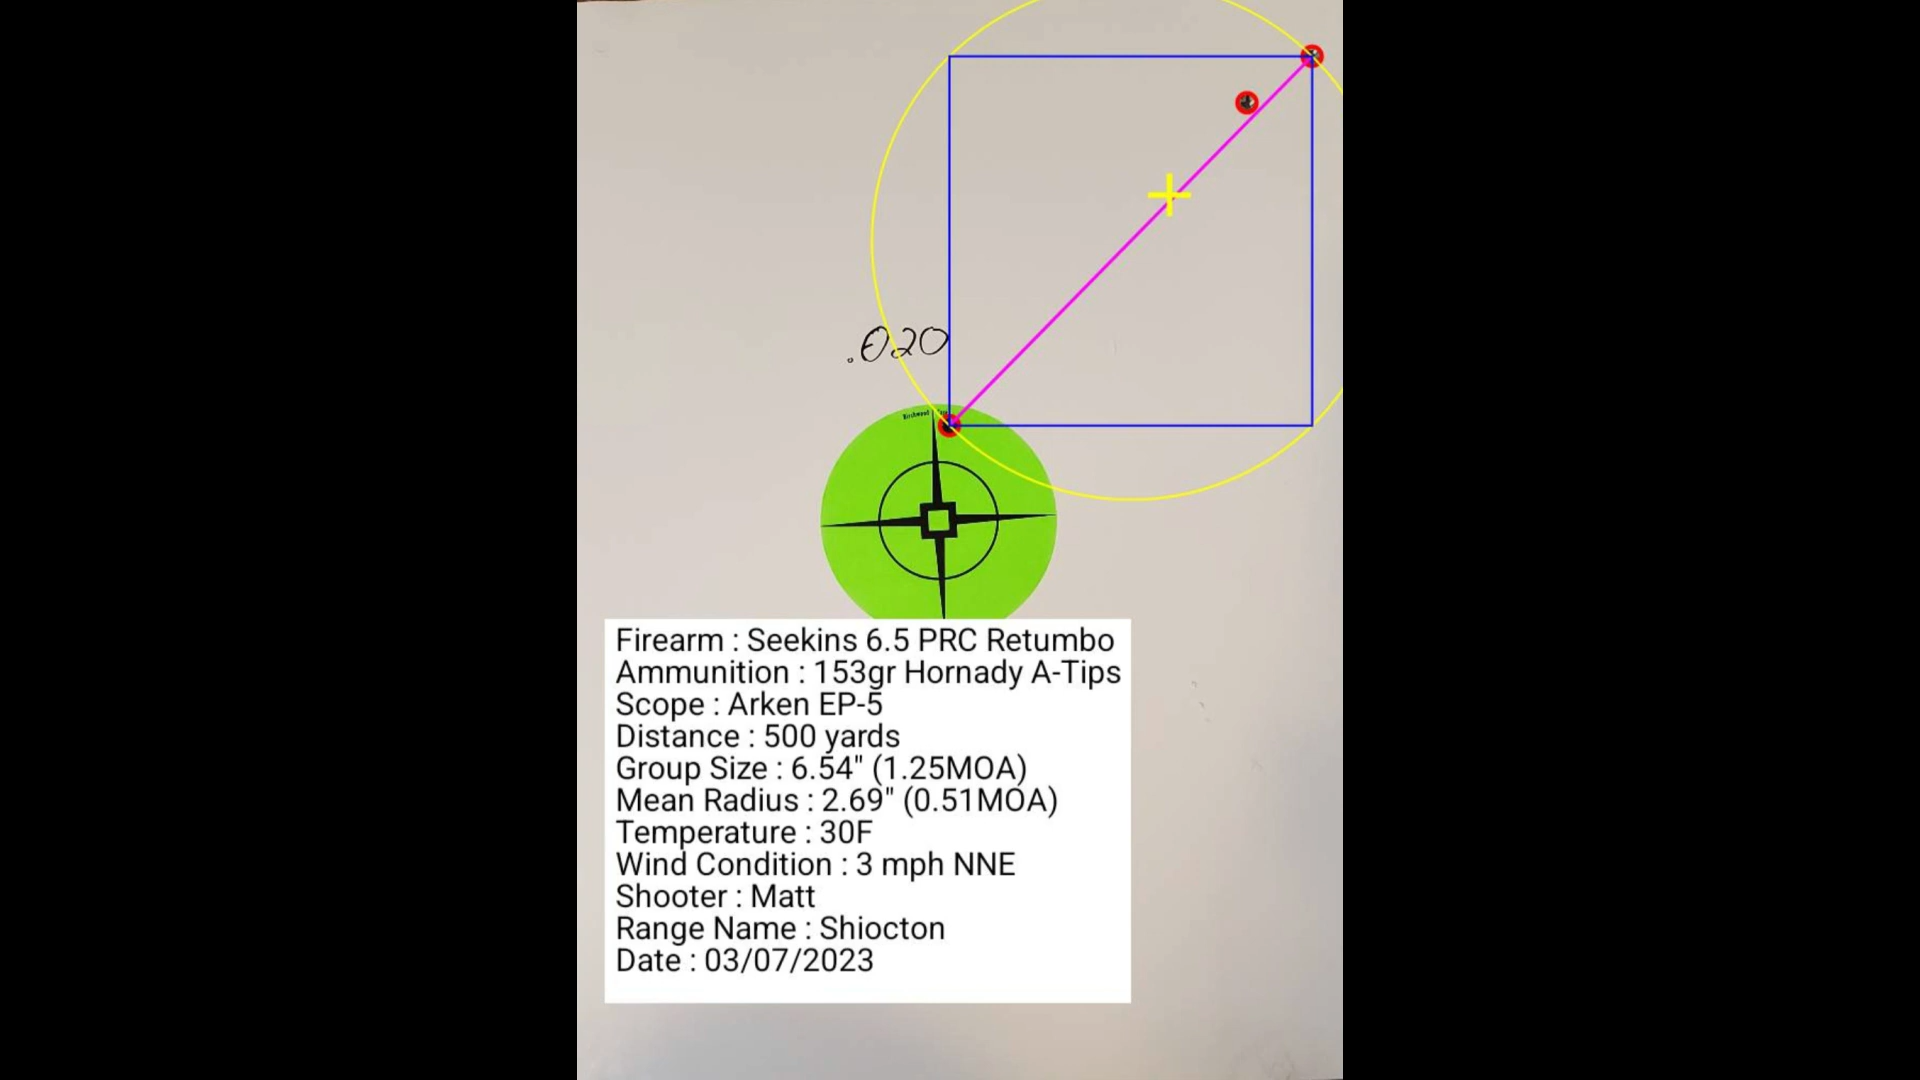 .020
Birchwood
Firearm : Seekins 6.5 PRC Retumbo
Ammunition : 153gr Hornady A-Tips
Scope : Arken EP-5
Distance : 500 yards
Group Size : 6.54" (1.25MOA)
Mean Radius : 2.69" (0.51MOA)
Temperature : 30F
Wind Condition : 3 mph NNE
Shooter : Matt
Range Name : Shiocton
Date : 03/07/2023